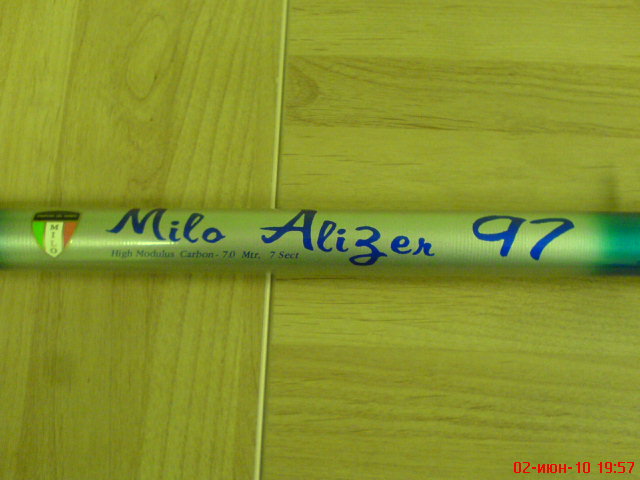 MILO
Milo Alizer 97
High Modulus Carbon - 7.0 Mtr. 7 Sect
02-июн-10 19:57